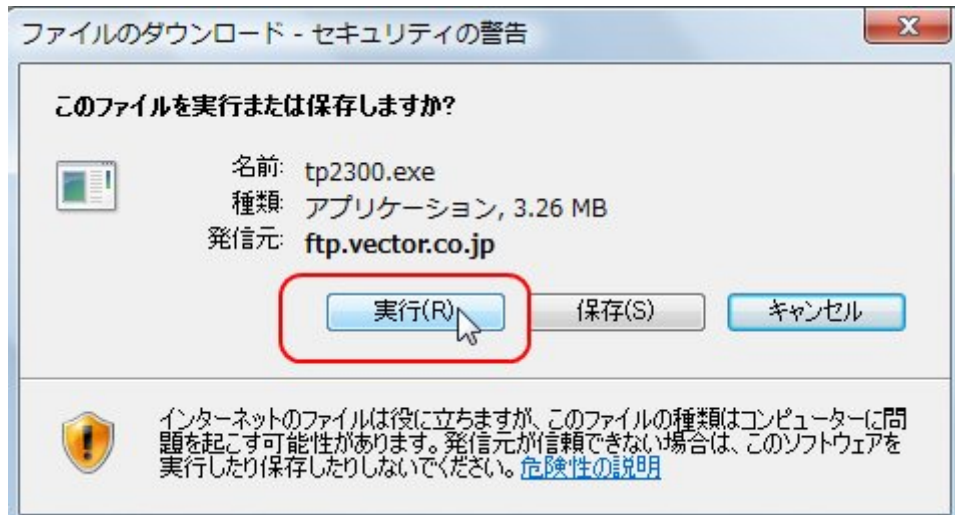 ファイルのダウンロード - セキュリティの警告
このファイルを実行または保存しますか?
名前: tp2300.exe
種類: アプリケーション, 3.26 MB
発信元: ftp.vector.co.jp
実行(R) 保存(S) キャンセル
インターネットのファイルは役に立ちますが、このファイルの種類はコンピューターに問
題を起こす可能性があります。発信元が信頼できない場合は、このソフトウェアを
実行したり保存したりしないでください。危険性の説明